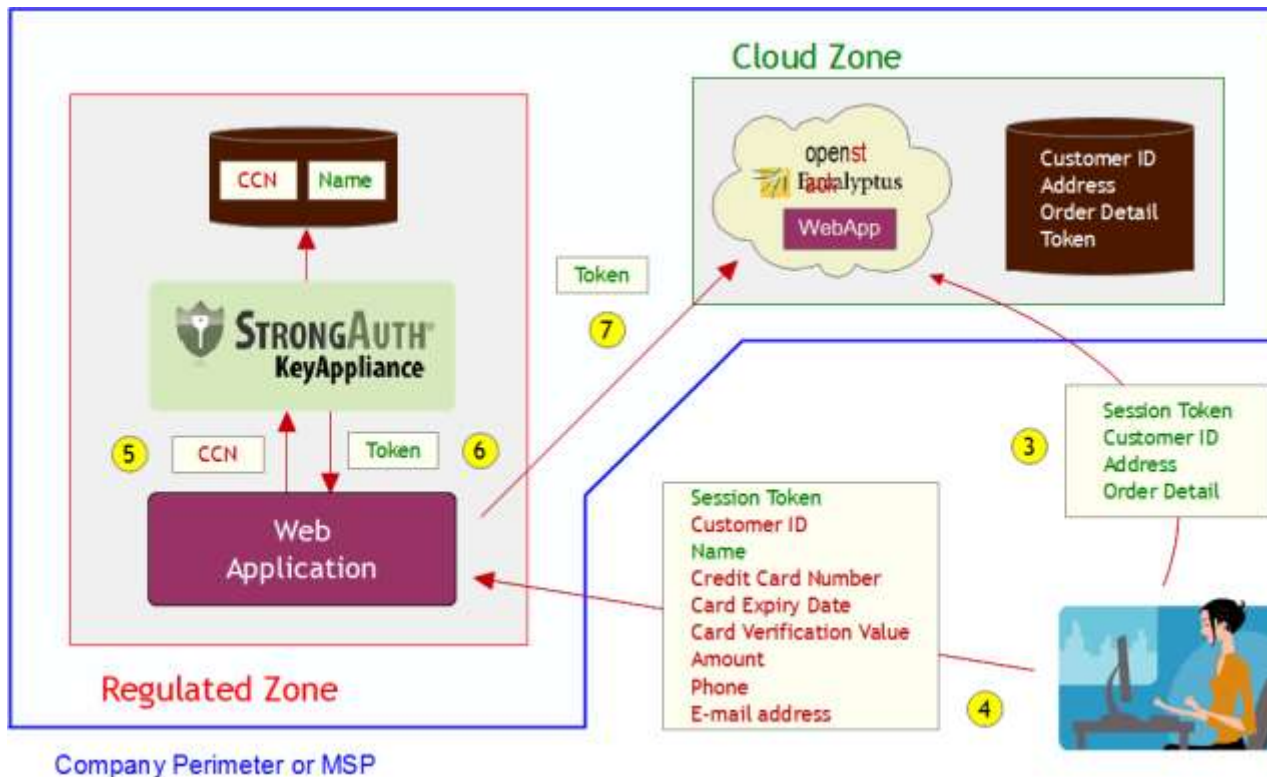 Cloud Zone
CCN
Name
openst
ack
Eucalyptus
WebApp
Customer ID
Address
Order Detail
Token
Token
7
STRONGAUTH®
KeyAppliance
5
CCN
Token
6
3
Session Token
Customer ID
Address
Order Detail
Web
Application
Session Token
Customer ID
Name
Credit Card Number
Card Expiry Date
Card Verification Value
Amount
Phone
E-mail address
4
Regulated Zone
Company Perimeter or MSP